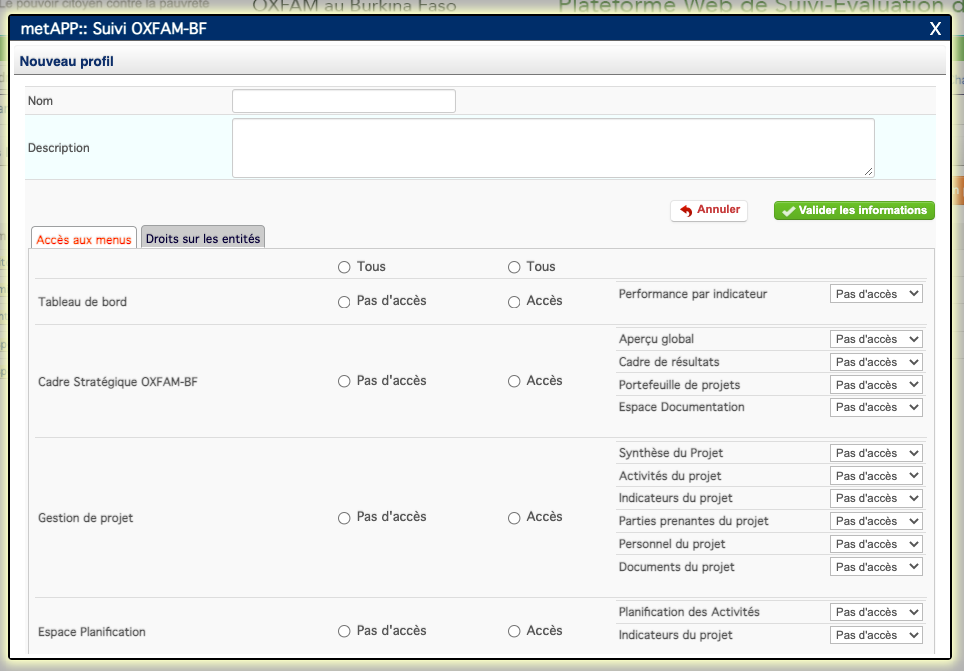 Le pouvoir citoyen contre la pauvreté OXFAM au Burkina Faso Plateforme Web de Suivi-Evaluation d
metAPP:: Suivi OXFAM-BF X
Nouveau profil
Nom
Description
Annuler Valider les informations
Accès aux menus Droits sur les entités
Tous Tous
Tableau de bord Pas d'accès Accès Performance par indicateur Pas d'accès
Aperçu global Pas d'accès
Cadre de résultats Pas d'accès
Cadre Stratégique OXFAM-BF Pas d'accès Accès
Portefeuille de projets Pas d'accès
Espace Documentation Pas d'accès
Synthèse du Projet Pas d'accès
Activités du projet Pas d'accès
Indicateurs du projet Pas d'accès
Gestion de projet Pas d'accès Accès
Parties prenantes du projet Pas d'accès
Personnel du projet Pas d'accès
Documents du projet Pas d'accès
Planification des Activités Pas d'accès
Espace Planification Pas d'accès Accès
Indicateurs du projet Pas d'accès